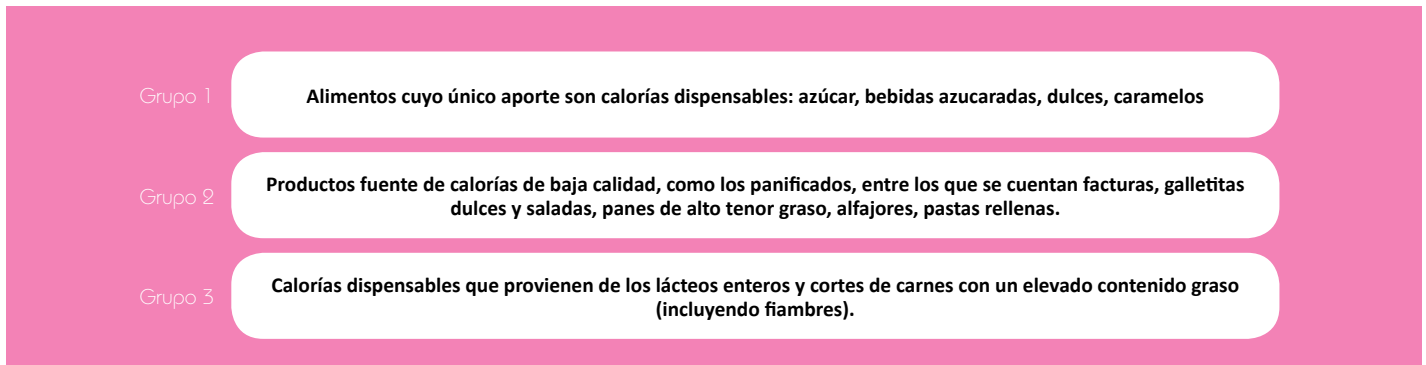 Grupo 1
Alimentos cuyo único aporte son calorías dispensables: azúcar, bebidas azucaradas, dulces, caramelos
Grupo 2
Productos fuente de calorías de baja calidad, como los panificados, entre los que se cuentan facturas, galletitas
dulces y saladas, panes de alto tenor graso, alfajores, pastas rellenas.
Grupo 3
Calorías dispensables que provienen de los lácteos enteros y cortes de carnes con un elevado contenido graso
(incluyendo fiambres).